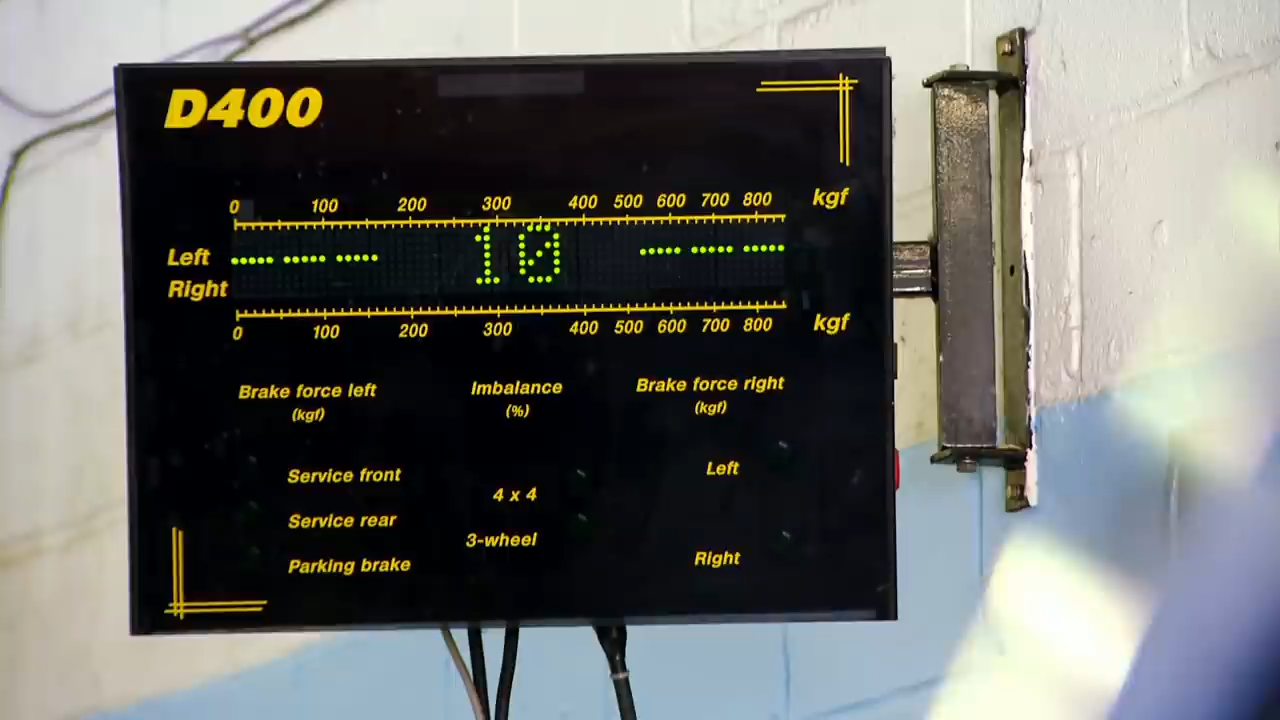 D400
0 100 200 300 400 500 600 700 800 kgf
Left --- 10 ---
Right
0 100 200 300 400 500 600 700 800 kgf
Brake force left Imbalance Brake force right
(kgf) (%) (kgf)
Service front Left
4 x 4
Service rear
3-wheel
Parking brake Right